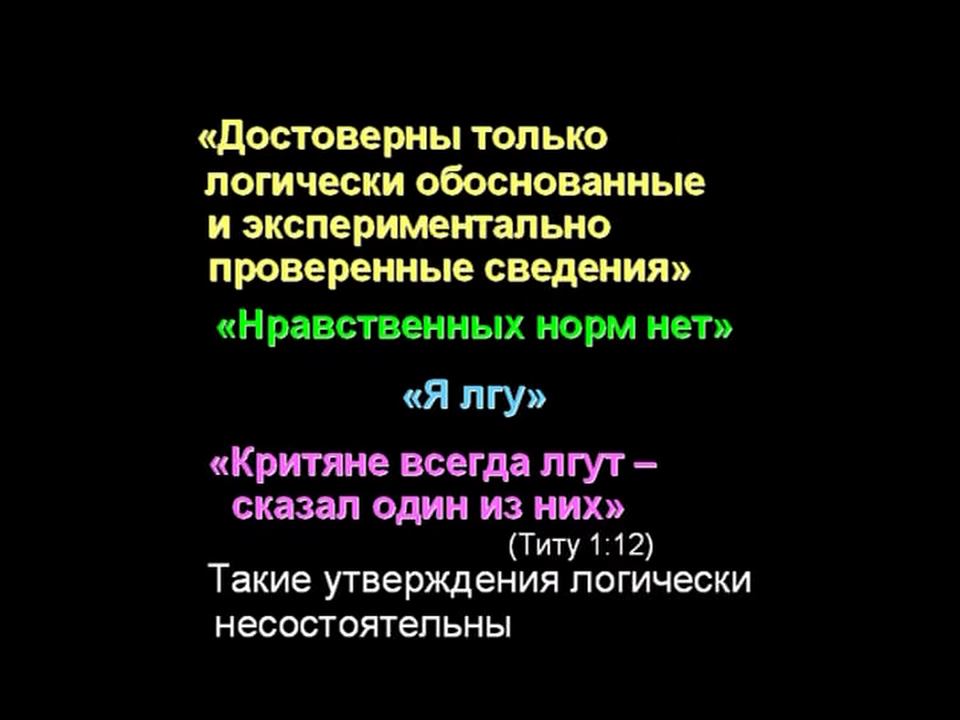 «Достоверны только
логически обоснованные
и экспериментально
проверенные сведения»
«Нравственных норм нет»
«Я лгу»
«Критяне всегда лгут –
сказал один из них»
(Титу 1:12)
Такие утверждения логически
несостоятельны